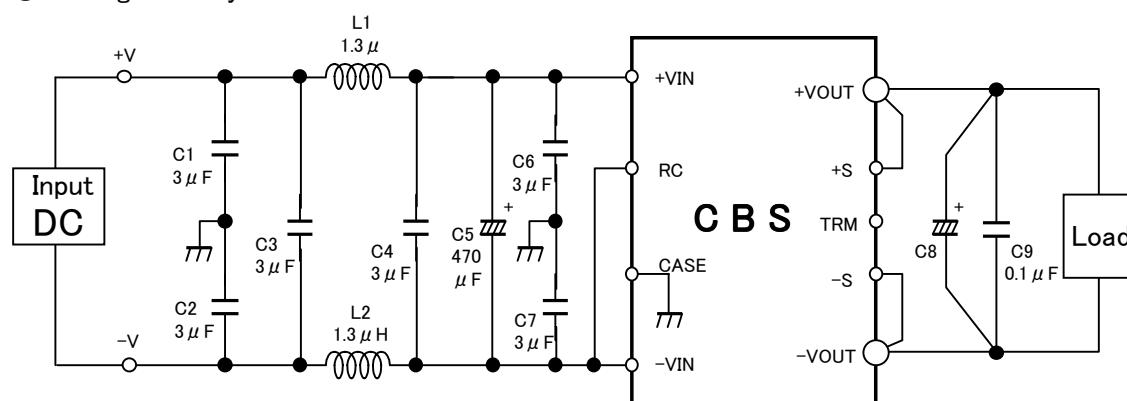 L1
1.3μ
+V
+VIN
+VOUT
C1
3μF
C6
3μF
Input
DC
RC
+S
CBS
TRM
+
+
C3
3μF
C4
3μF
C5
470
μF
C8
C9
0.1μF
Load
CASE
-S
C2
3μF
L2
1.3μH
C7
3μF
-V
-VIN
-VOUT